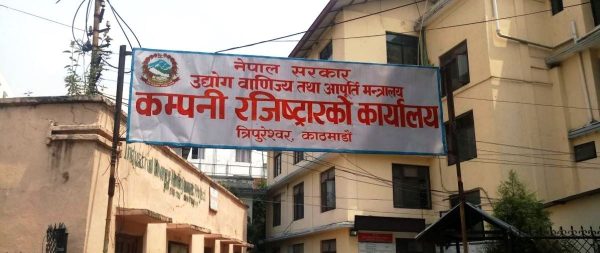 नेपाल सरकार
उद्योग वाणिज्य तथा आपुर्ति मन्त्रालय
कम्पनी रजिष्ट्रारको कार्यालय
त्रिपुरेश्वर, काठमाडौं